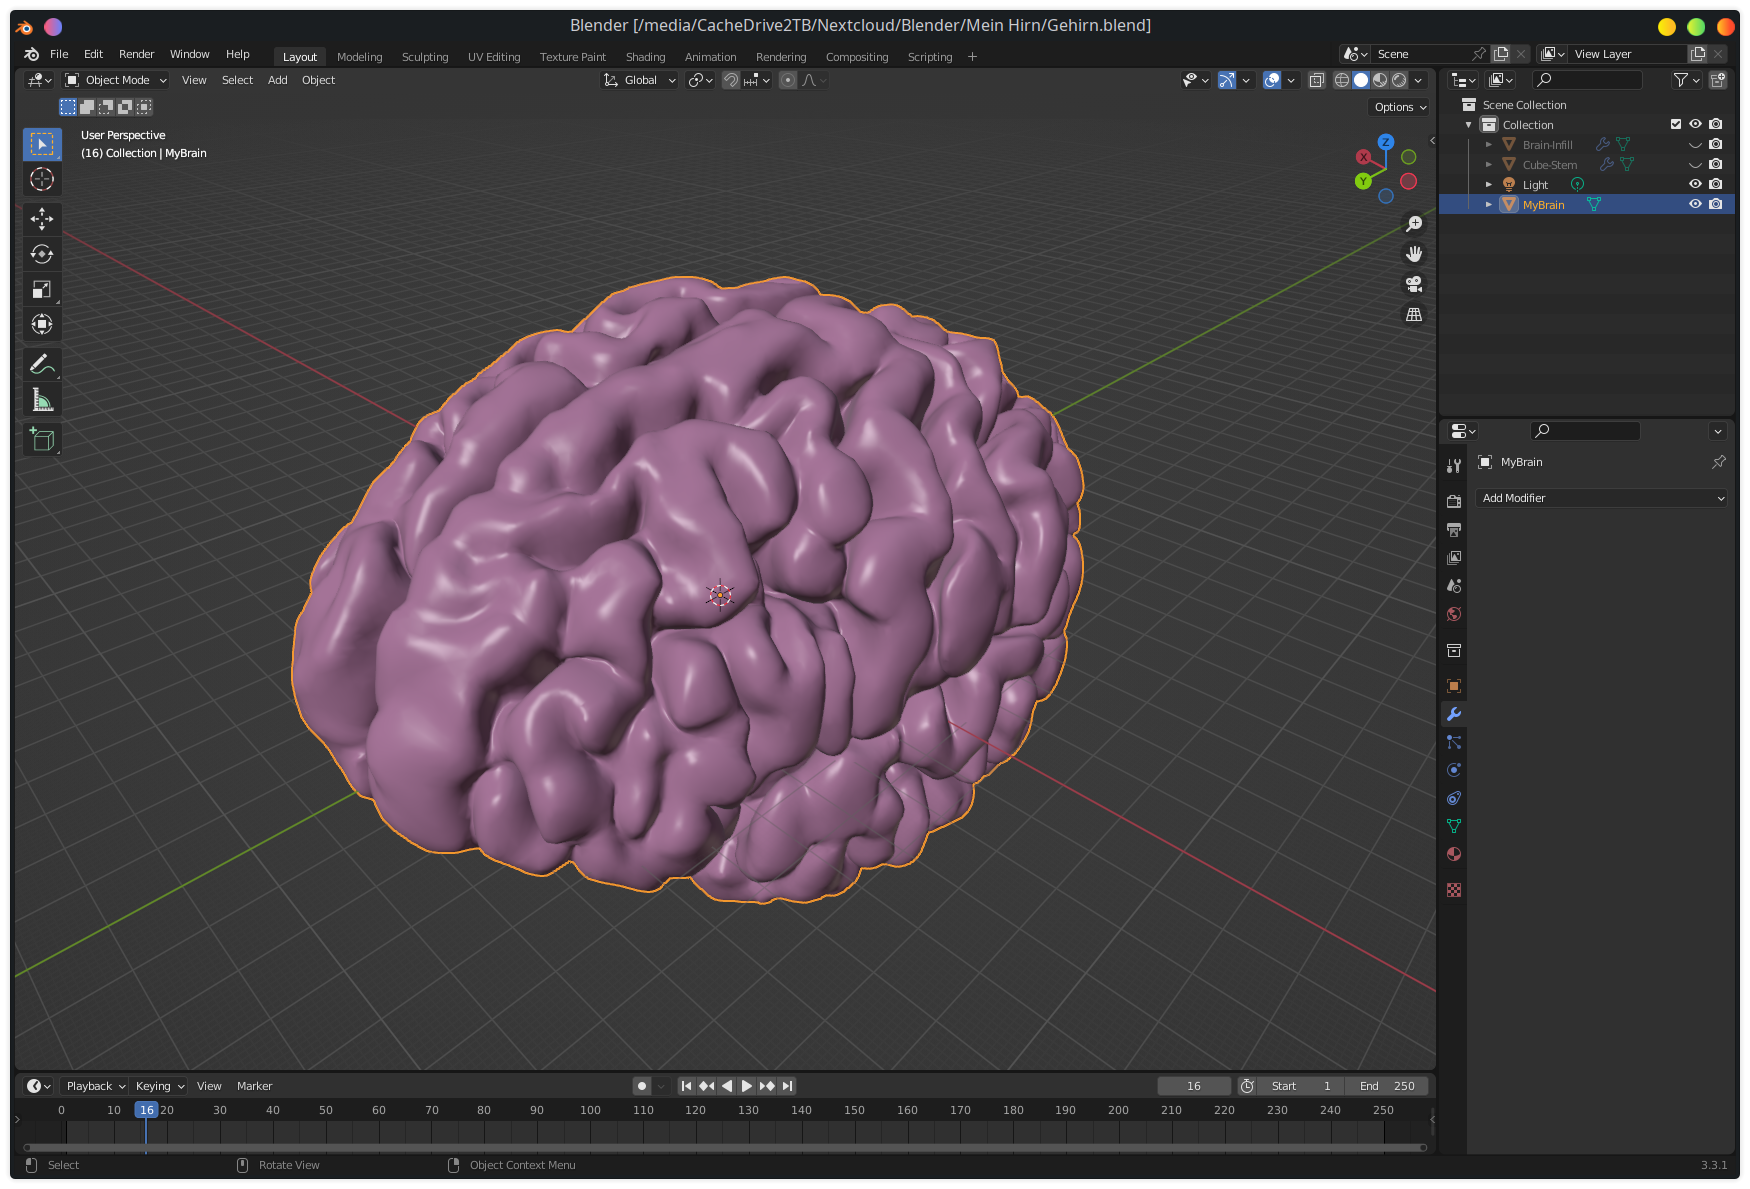 Blender [/media/CacheDrive2TB/Nextcloud/Blender/Mein Hirn/Gehirn.blend]
File Edit Render Window Help Layout Modeling Sculpting UV Editing Texture Paint Shading Animation Rendering Compositing Scripting + Scene View Layer
Object Mode View Select Add Object Global
Options
User Perspective
(16) Collection | MyBrain
Z
X
Y
Scene Collection
Collection
Brain-Infill
Cube-Stem
Light
MyBrain
MyBrain
Add Modifier
Playback Keying View Marker 16 Start 1 End 250
0 10 16 20 30 40 50 60 70 80 90 100 110 120 130 140 150 160 170 180 190 200 210 220 230 240 250
Select Rotate View Object Context Menu 3.3.1